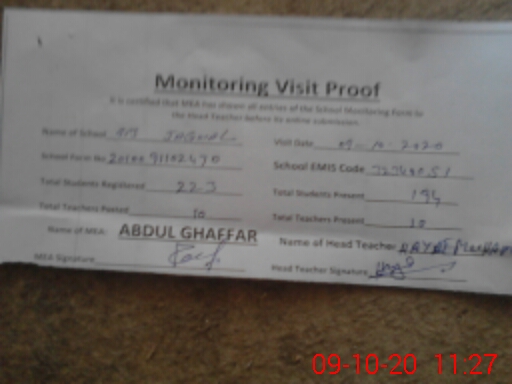 Monitoring Visit Proof
It is certified that MEA has shown all entries of the School Monitoring Form to
the Head Teacher before its online submission.
Name of School
Visit Date 09-10-2020
School Form No
School EMIS Code
Total Students Registered 223
Total Students Present
Total Teachers Posted 10
Total Teachers Present 10
Name of MEA: ABDUL GHAFFAR
Name of Head Teacher
MEA Signature
Head Teacher Signature
09-10-20 11:27